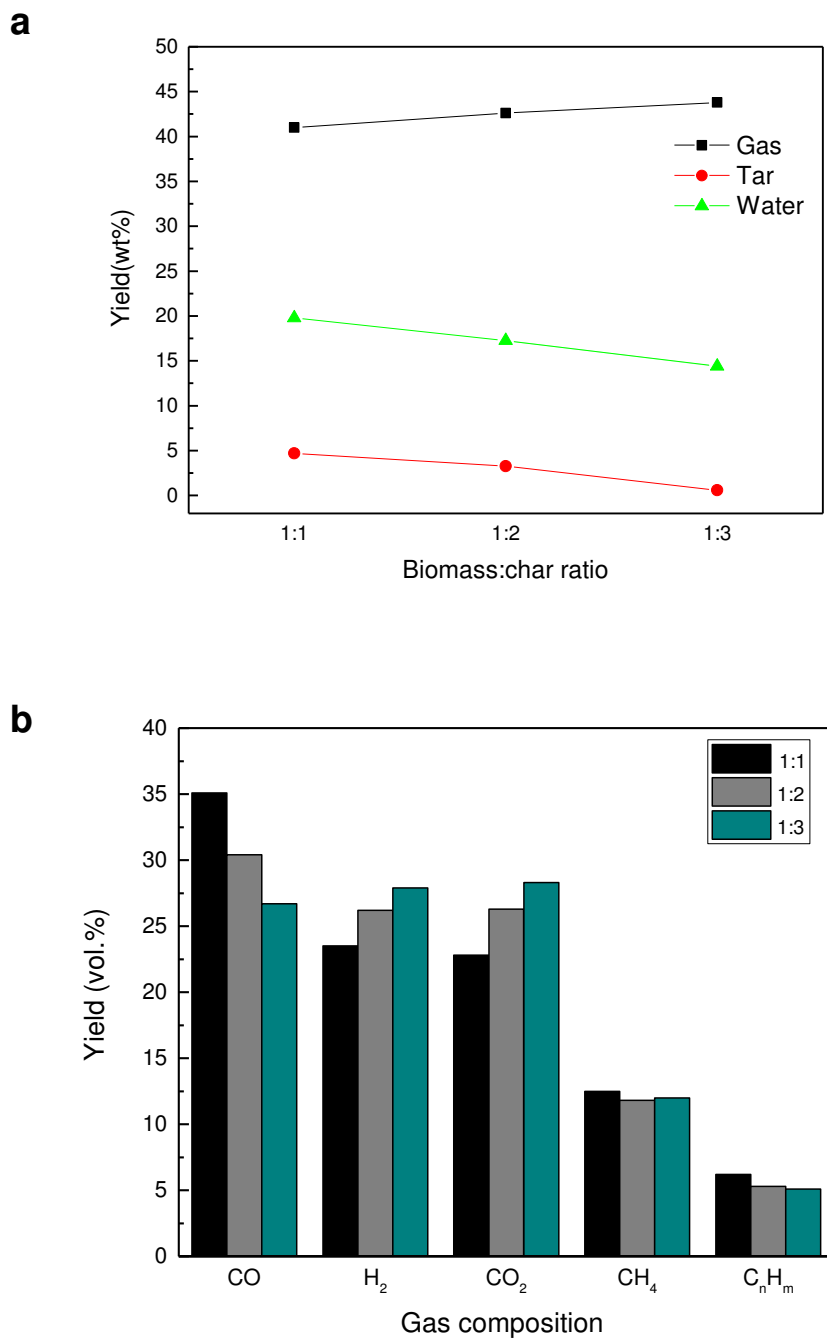 a
50
45
40
35
30
25
20
15
10
5
0
Yield(wt%)
Gas
Tar
Water
1:1
1:2
1:3
Biomass:char ratio
b
40
35
30
25
20
15
10
5
0
Yield (vol.%)
1:1
1:2
1:3
CO
H₂
CO₂
CH₄
CₙHₘ
Gas composition